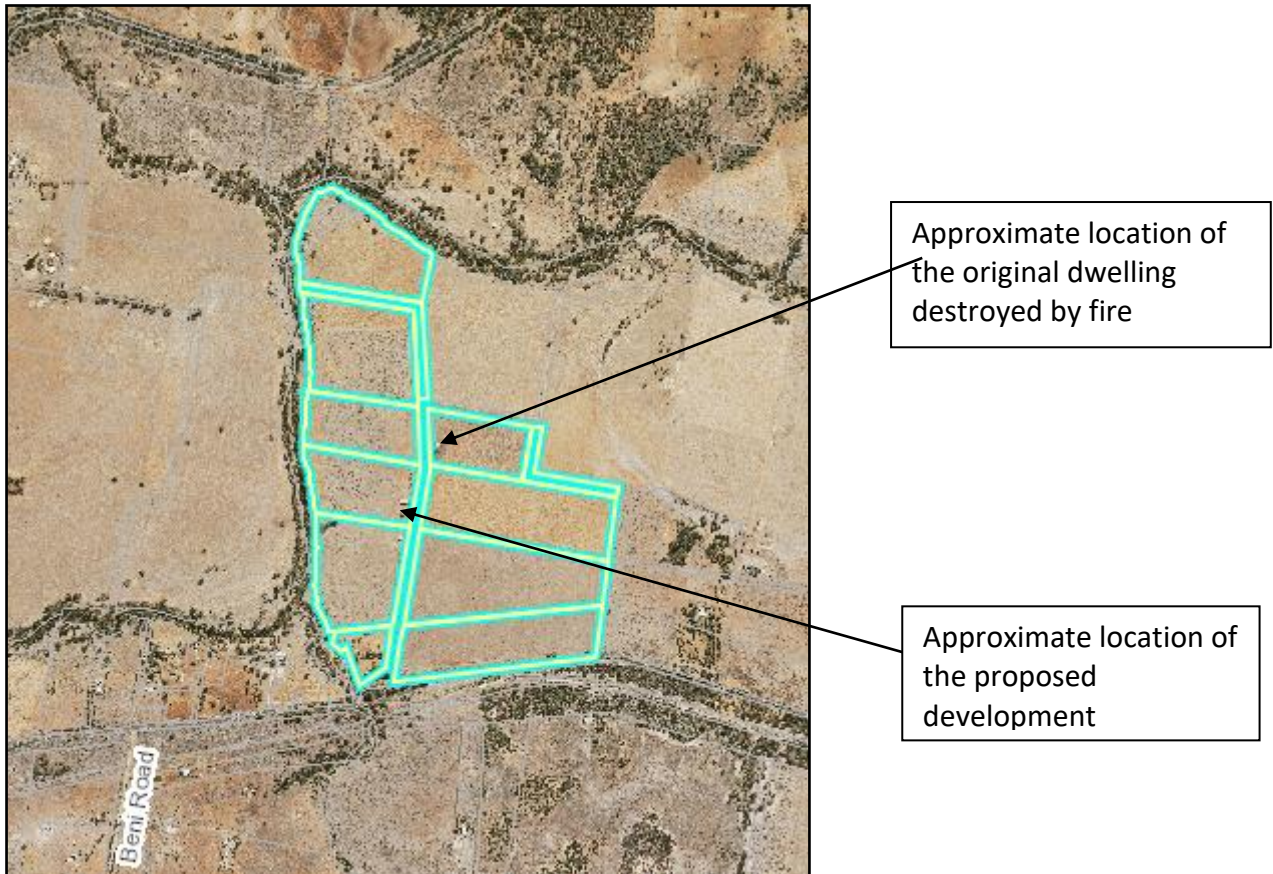 Approximate location of
the original dwelling
destroyed by fire
Approximate location of
the proposed
development
Beni Road